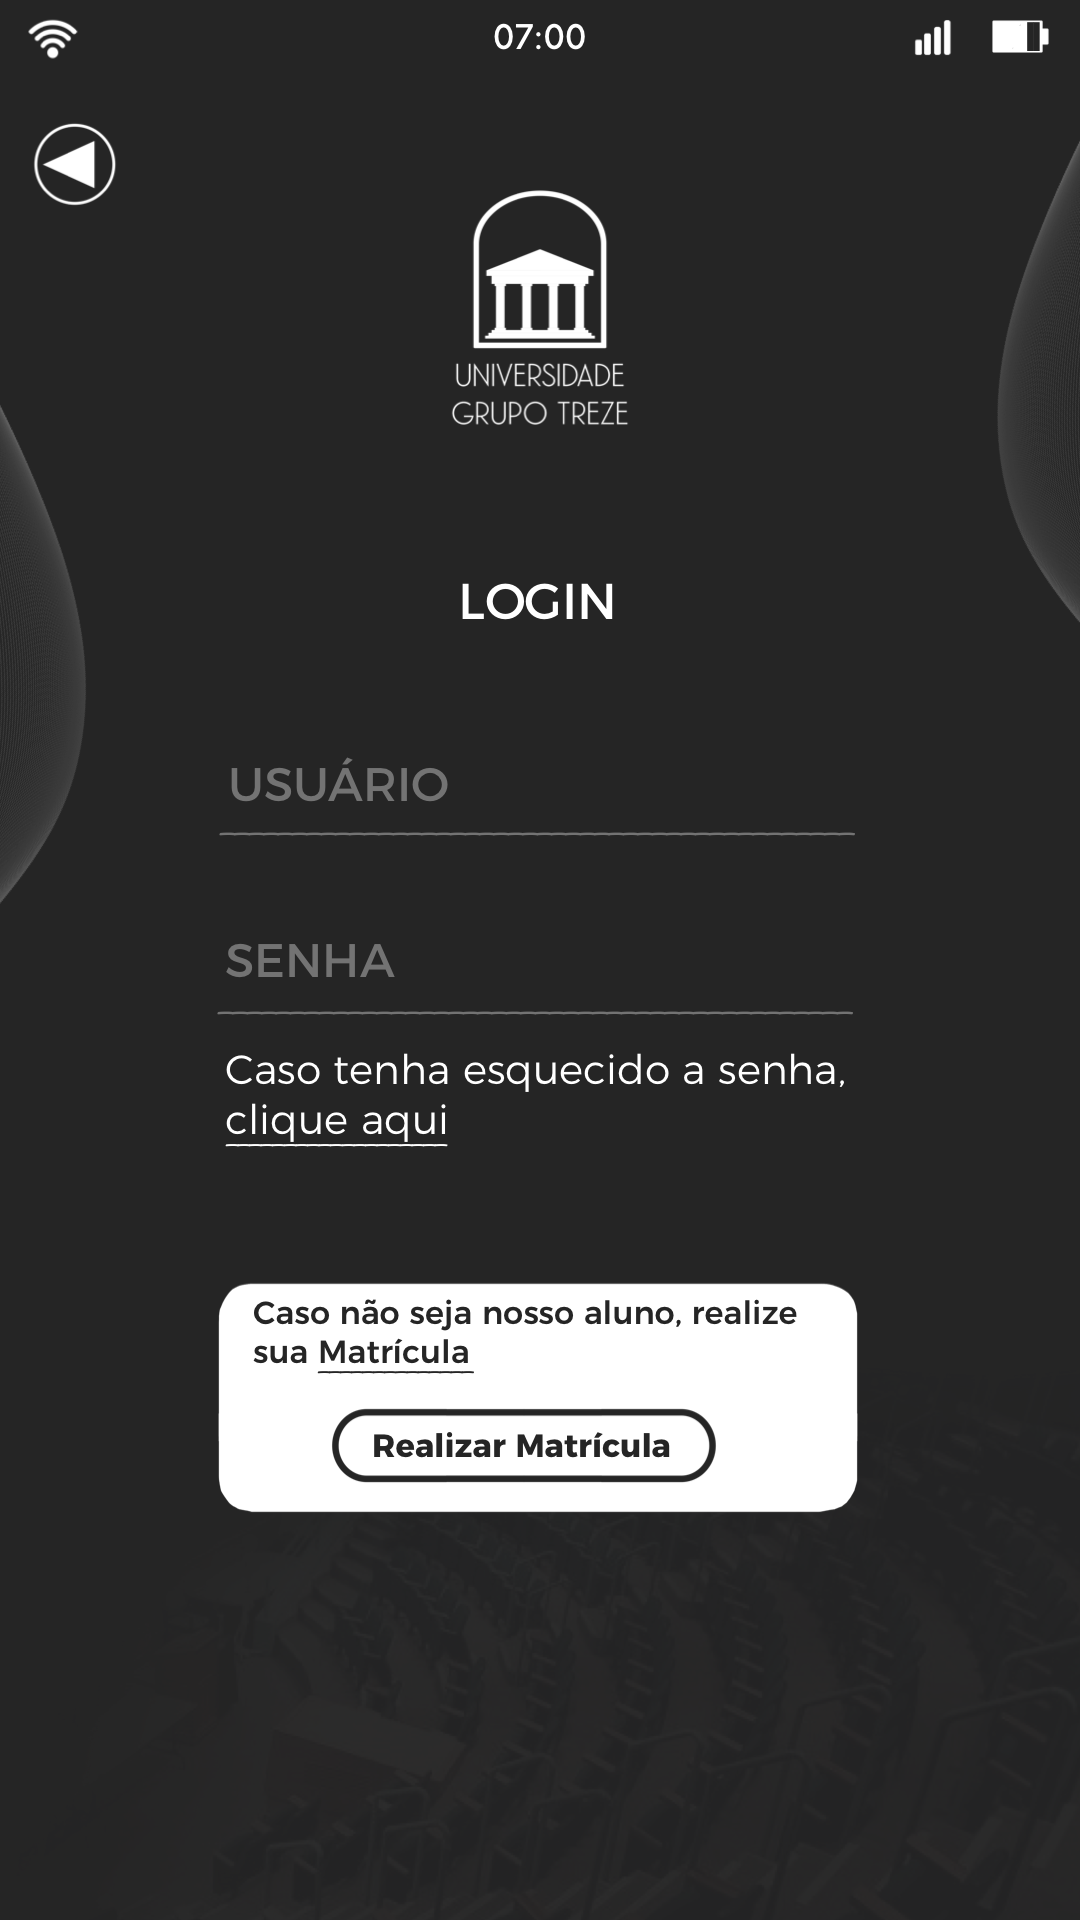 07:00
UNIVERSIDADE
GRUPO TREZE
LOGIN
USUÁRIO
SENHA
Caso tenha esquecido a senha,
clique aqui
Caso não seja nosso aluno, realize
sua Matrícula
Realizar Matrícula